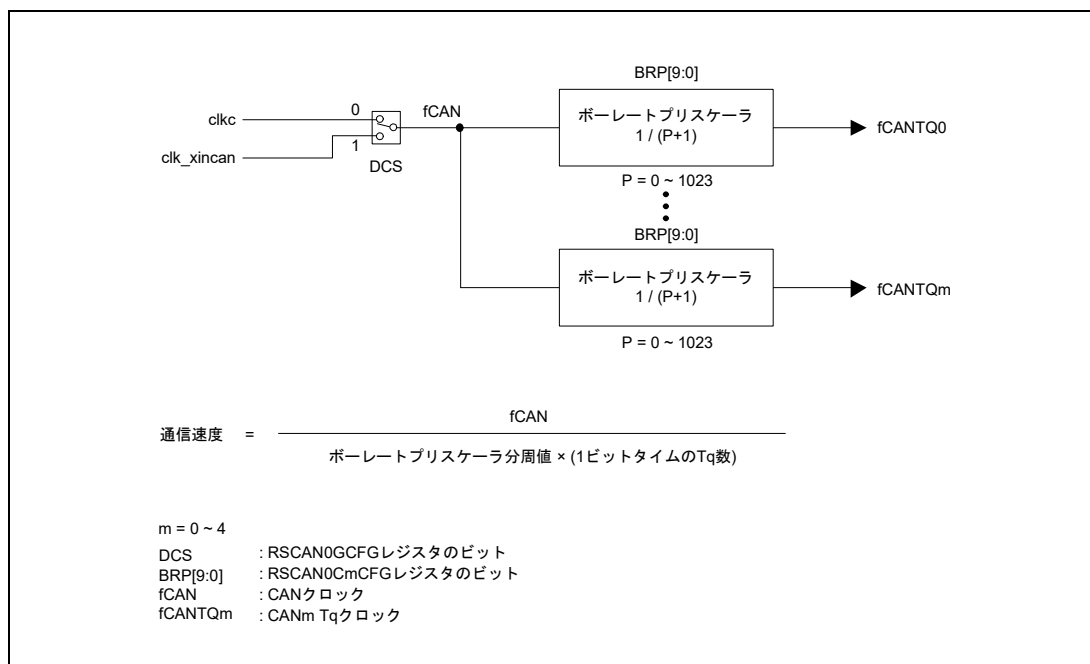 BRP[9:0]
clkc
0
fCAN
ボーレートプリスケーラ
1 / (P+1)
fCANTQ0
clk_xincan
1
DCS
P = 0 ~ 1023
BRP[9:0]
ボーレートプリスケーラ
1 / (P+1)
fCANTQm
P = 0 ~ 1023
通信速度 = fCAN
ボーレートプリスケーラ分周値 × (1ビットタイムのTq数)
m = 0 ~ 4
DCS : RSCAN0GCFGレジスタのビット
BRP[9:0] : RSCAN0CmCFGレジスタのビット
fCAN : CANクロック
fCANTQm : CANm Tqクロック